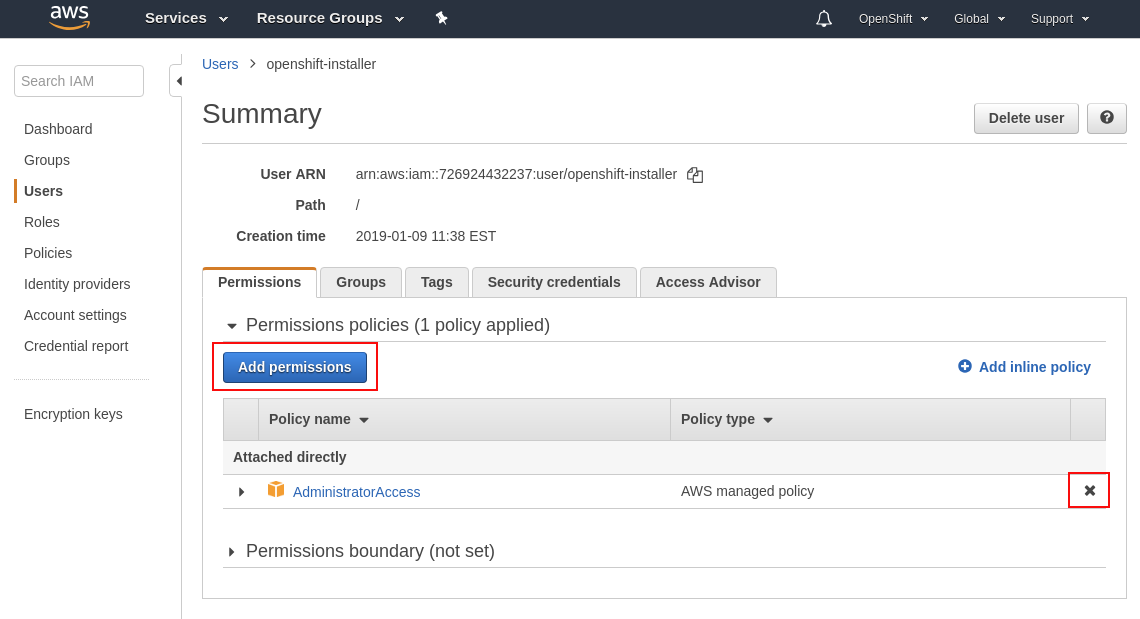 aws Services Resource Groups OpenShift Global Support
Search IAM
Dashboard
Groups
Users
Roles
Policies
Identity providers
Account settings
Credential report
Encryption keys
Users openshift-installer
Summary
Delete user ?
User ARN arn:aws:iam::726924432237:user/openshift-installer
Path /
Creation time 2019-01-09 11:38 EST
Permissions Groups Tags Security credentials Access Advisor
Permissions policies (1 policy applied)
Add permissions Add inline policy
Policy name Policy type
Attached directly
AdministratorAccess AWS managed policy
Permissions boundary (not set)